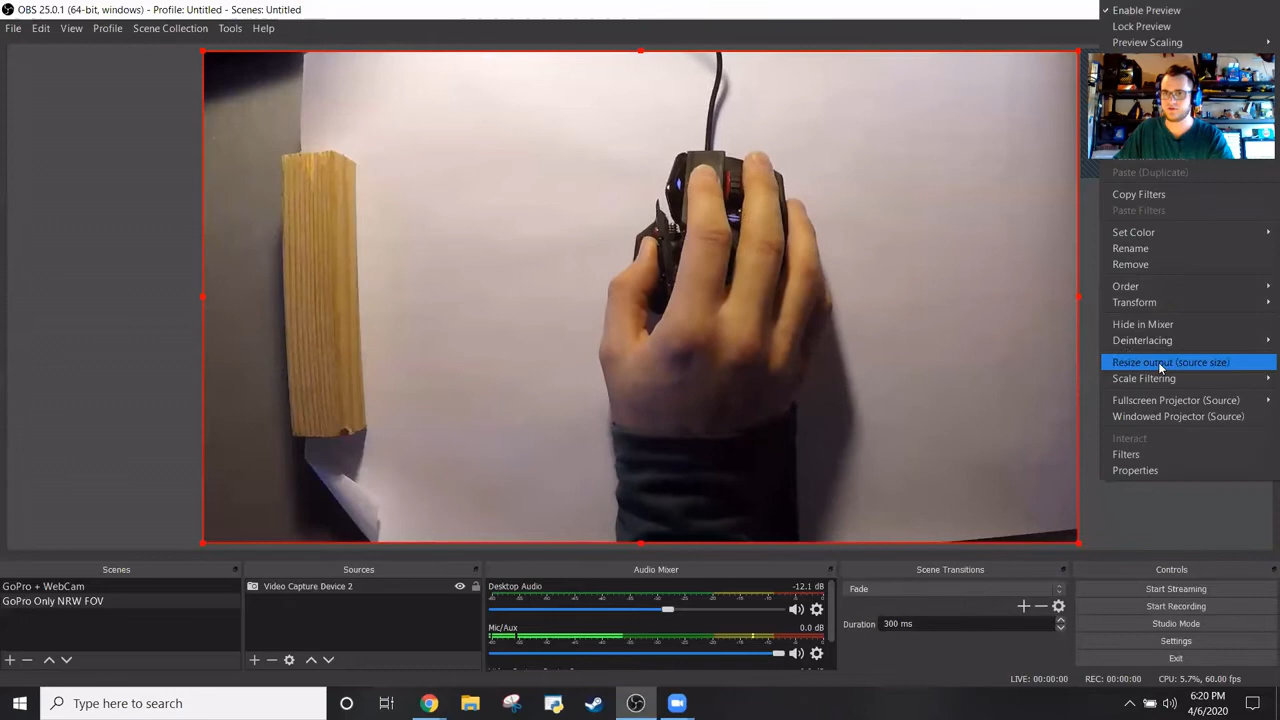 OBS 25.0.1 (64-bit, windows) - Profile: Untitled - Scenes: Untitled
File Edit View Profile Scene Collection Tools Help
Enable Preview
Lock Preview
Preview Scaling
Paste (Duplicate)
Copy Filters
Paste Filters
Set Color
Rename
Remove
Order
Transform
Hide in Mixer
Deinterlacing
Resize output (source size)
Scale Filtering
Fullscreen Projector (Source)
Windowed Projector (Source)
Interact
Filters
Properties
Scenes
GoPro + WebCam
GoPro Only NRW FOV
Sources
Video Capture Device 2
Audio Mixer
Desktop Audio -12.1 dB
Mic/Aux 0.0 dB
Scene Transitions
Fade
Duration 300 ms
Controls
Start Streaming
Start Recording
Studio Mode
Settings
Exit
LIVE: 00:00:00 REC: 00:00:00 CPU: 5.7%, 60.00 fps
Type here to search
6:20 PM
4/6/2020